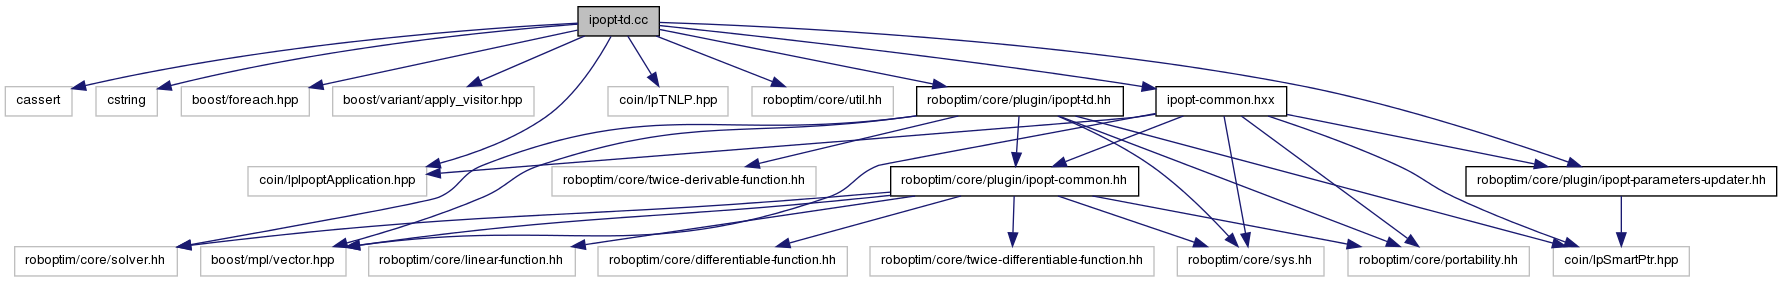 ipopt-td.cc
cassert
cstring
boost/foreach.hpp
boost/variant/apply_visitor.hpp
coin/IpTNLP.hpp
roboptim/core/util.hh
roboptim/core/plugin/ipopt-td.hh
ipopt-common.hxx
coin/IpIpoptApplication.hpp
roboptim/core/twice-derivable-function.hh
roboptim/core/plugin/ipopt-common.hh
roboptim/core/plugin/ipopt-parameters-updater.hh
roboptim/core/solver.hh
boost/mpl/vector.hpp
roboptim/core/linear-function.hh
roboptim/core/differentiable-function.hh
roboptim/core/twice-differentiable-function.hh
roboptim/core/sys.hh
roboptim/core/portability.hh
coin/IpSmartPtr.hpp